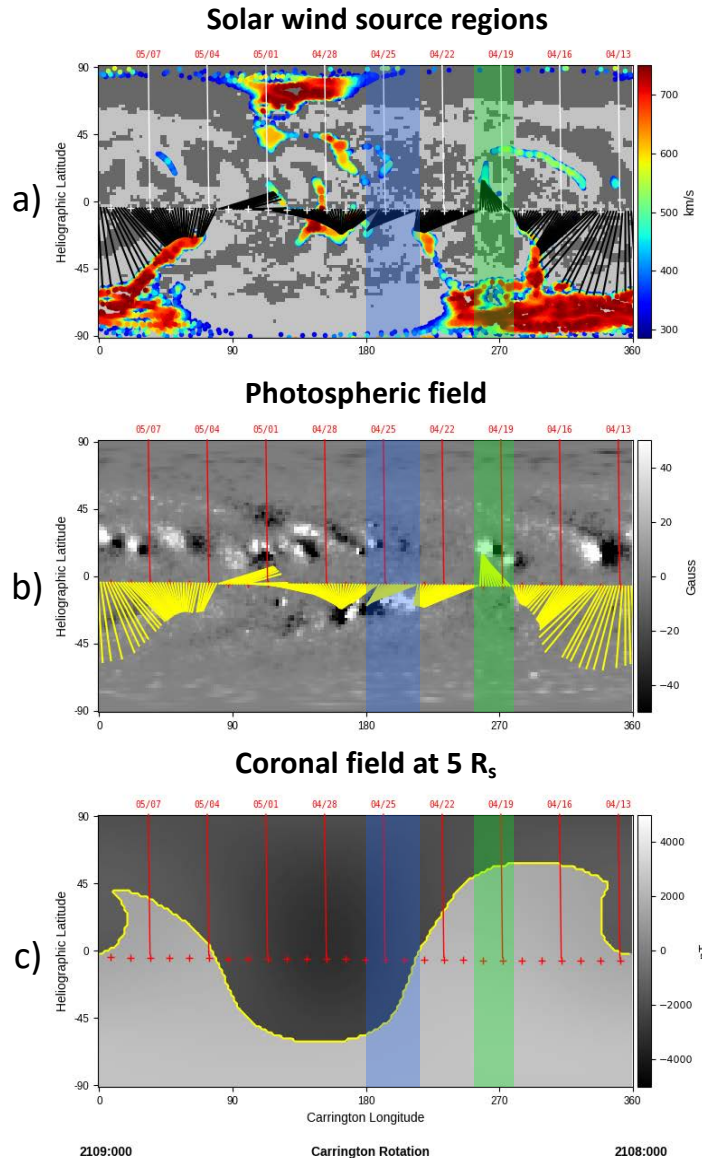 Solar wind source regions
a)
05/07 05/04 05/01 04/28 04/25 04/22 04/19 04/16 04/13
Heliographic Latitude
90
45
0
-45
-90
0 90 180 270 360
700
600
500
400
300
km/s
Photospheric field
b)
05/07 05/04 05/01 04/28 04/25 04/22 04/19 04/16 04/13
Heliographic Latitude
90
45
0
-45
-90
0 90 180 270 360
40
20
0
−20
−40
Gauss
Coronal field at 5 Rs
c)
05/07 05/04 05/01 04/28 04/25 04/22 04/19 04/16 04/13
Heliographic Latitude
90
45
0
-45
-90
0 90 180 270 360
Carrington Longitude
4000
2000
0
−2000
−4000
2109:000 Carrington Rotation 2108:000